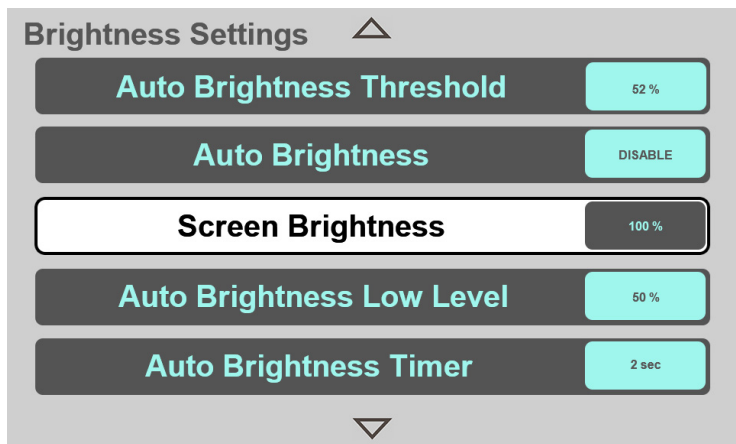 Brightness Settings
Auto Brightness Threshold 52 %
Auto Brightness DISABLE
Screen Brightness 100 %
Auto Brightness Low Level 50 %
Auto Brightness Timer 2 sec